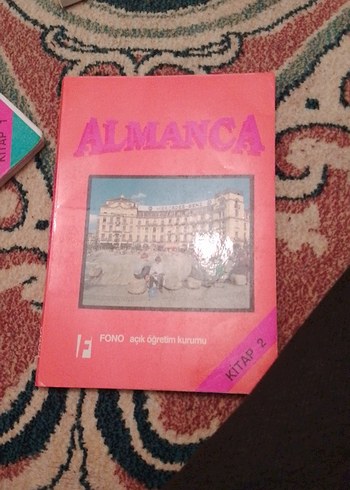 ALMANCA
FONO açık öğretim kurumu
KİTAP 2
KİTAP 1